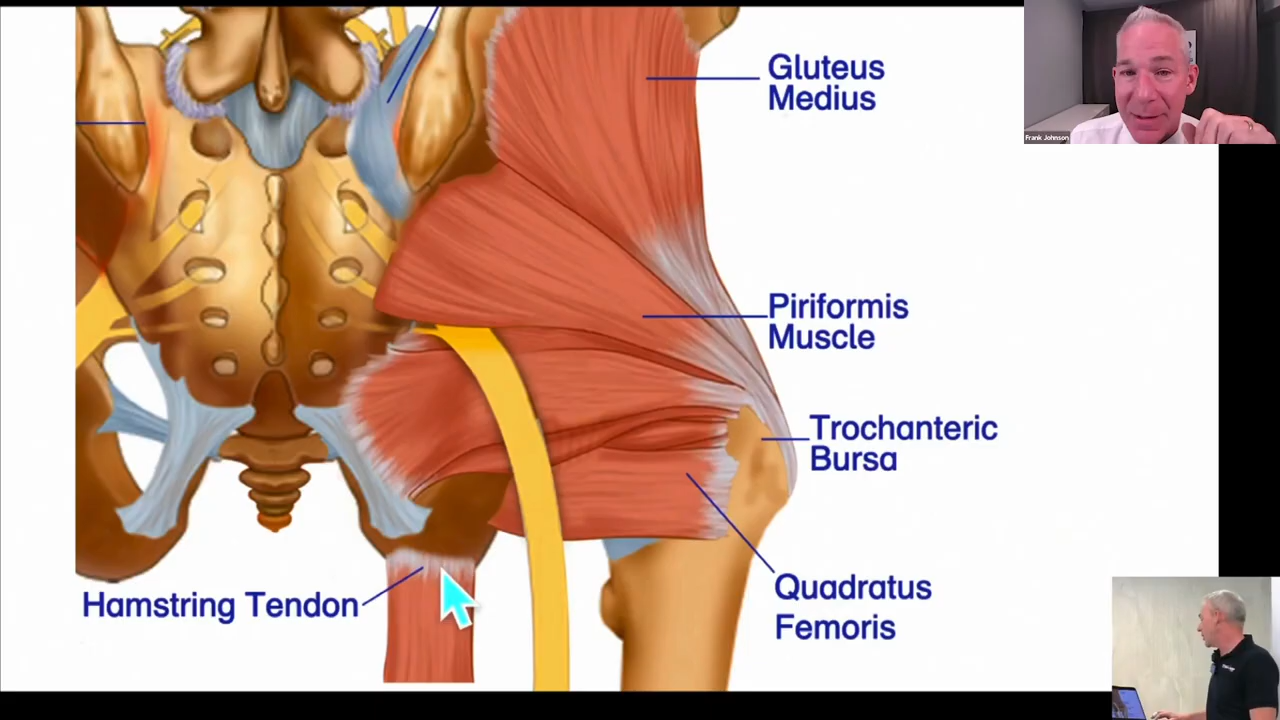 Gluteus
Medius
Frank Johnson
Piriformis
Muscle
Trochanteric
Bursa
Hamstring Tendon
Quadratus
Femoris